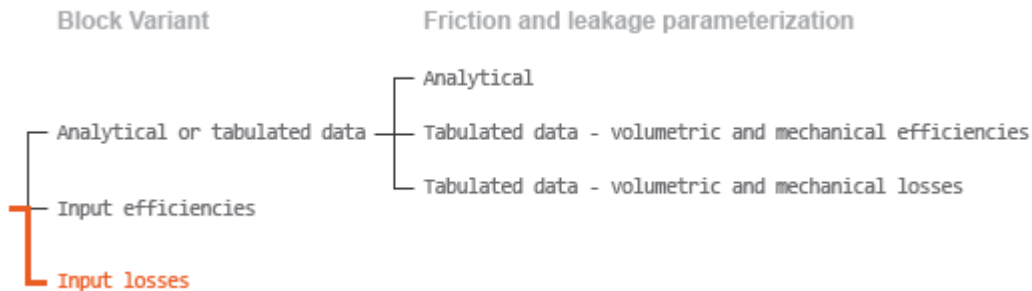 Block Variant Friction and leakage parameterization
Analytical
Analytical or tabulated data Tabulated data - volumetric and mechanical efficiencies
Tabulated data - volumetric and mechanical losses
Input efficiencies
Input losses